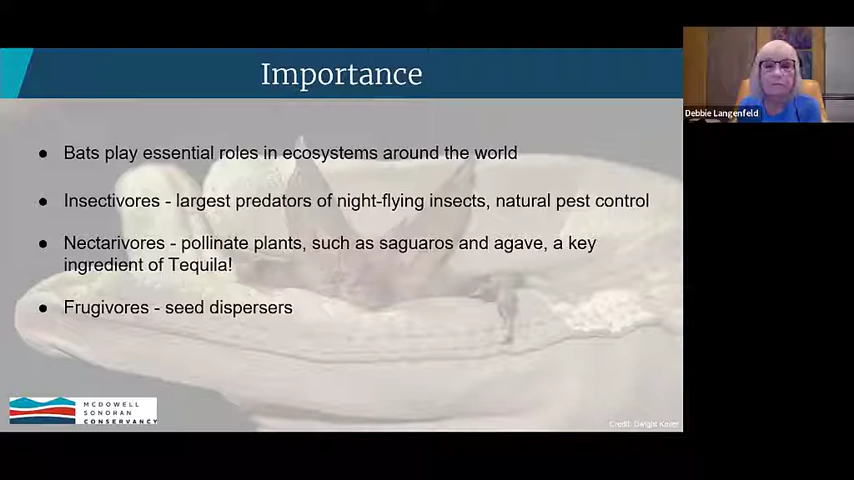 Importance
Debbie Langenfeld
● Bats play essential roles in ecosystems around the world
● Insectivores - largest predators of night-flying insects, natural pest control
● Nectarivores - pollinate plants, such as saguaros and agave, a key
ingredient of Tequila!
● Frugivores - seed dispersers
MCDOWELL
SONORAN
CONSERVANCY
Credit: Dwight Kaver